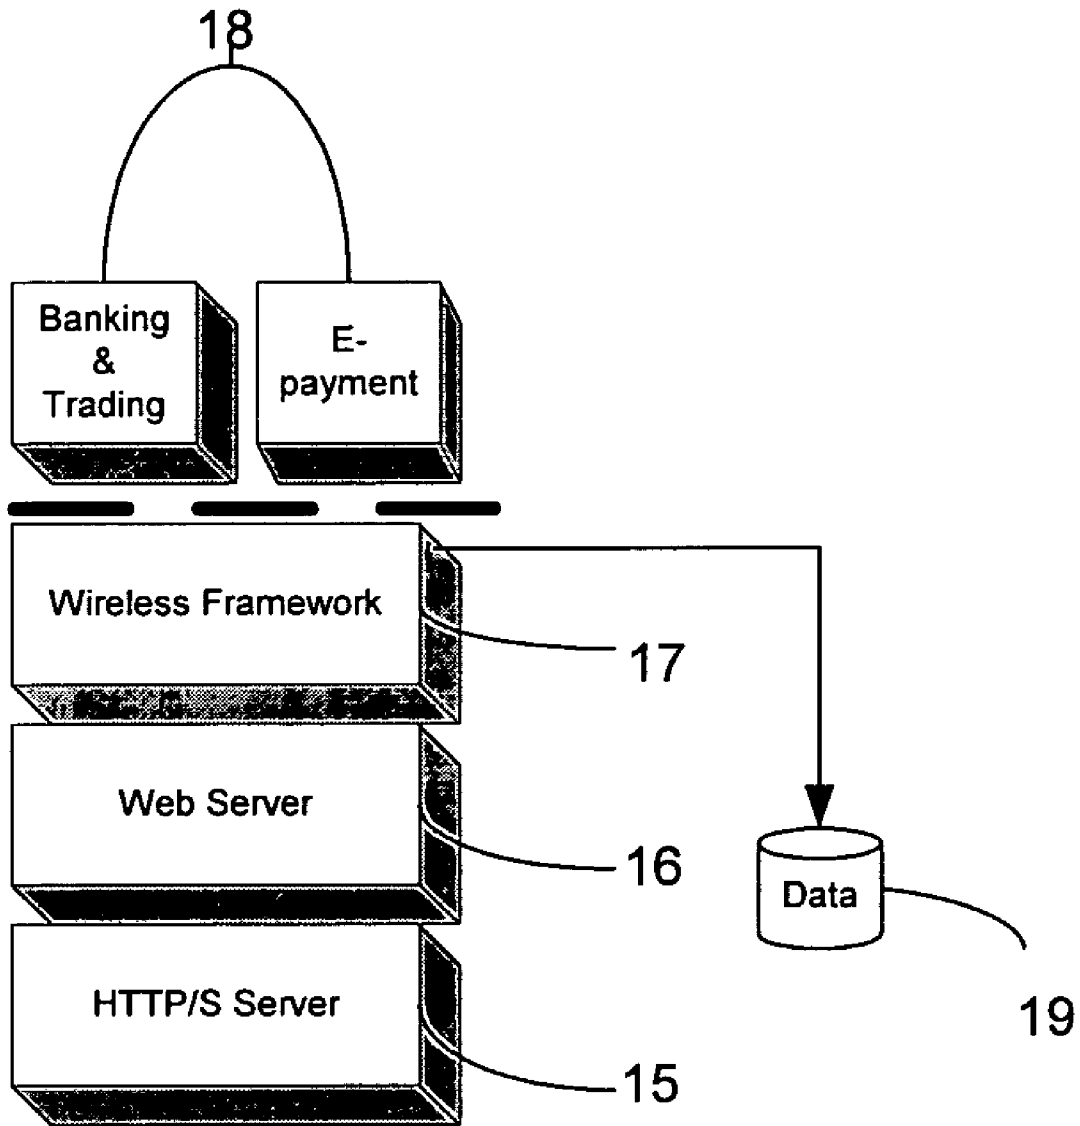 18
Banking
&
Trading
E-
payment
Wireless Framework
17
Web Server
16
Data
HTTP/S Server
19
15